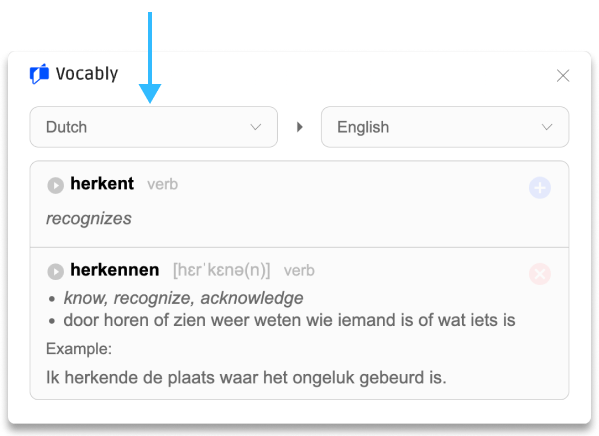 Vocably
Dutch English
herkent verb
recognizes
herkennen [hɛrˈkɛnə(n)] verb
• know, recognize, acknowledge
• door horen of zien weer weten wie iemand is of wat iets is
Example:
Ik herkende de plaats waar het ongeluk gebeurd is.